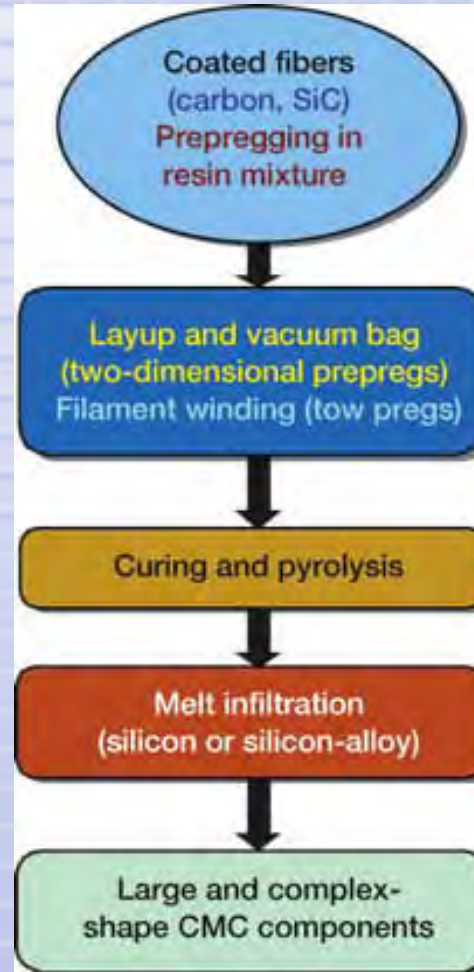 Coated fibers
(carbon, SiC)
Prepregging in
resin mixture
Layup and vacuum bag
(two-dimensional prepregs)
Filament winding (tow pregs)
Curing and pyrolysis
Melt infiltration
(silicon or silicon-alloy)
Large and complex-
shape CMC components